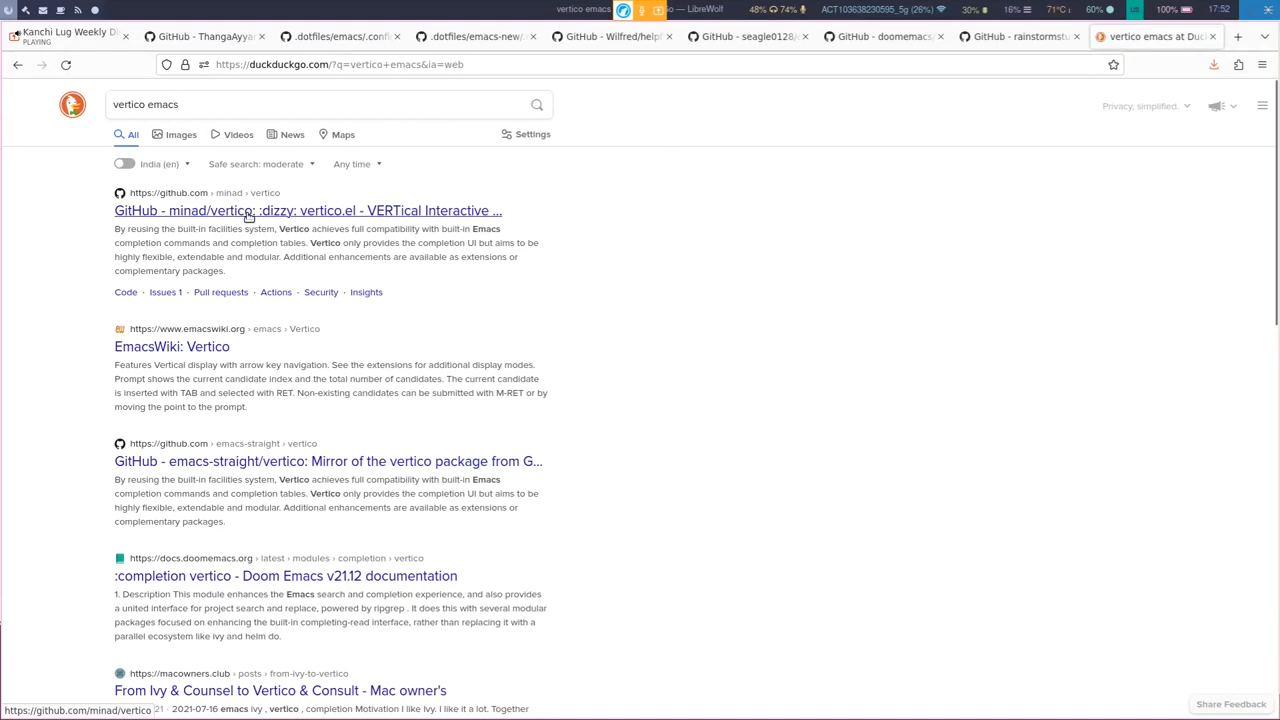 vertico emacs — LibreWolf
48%
74%
ACT10363823 0595_5g (26%)
28%
16%
71°C
60%
us
100%
17:52
Kanchi Lug Weekly Di
PLAYING
GitHub - ThangaAyyar
.dotfiles/emacs/.confi
.dotfiles/emacs-new/.
GitHub - Wilfred/helpf
GitHub - seagle0128/
GitHub - doomemacs/
GitHub - rainstormstu
vertico emacs at Duck
https://duckduckgo.com/?q=vertico+emacs&ia=web
vertico emacs
Privacy, simplified.
All
Images
Videos
News
Maps
Settings
India (en)
Safe search: moderate
Any time
https://github.com › minad › vertico
GitHub - minad/vertico: :dizzy: vertico.el - VERTical Interactive ...
By reusing the built-in facilities system, Vertico achieves full compatibility with built-in Emacs
completion commands and completion tables. Vertico only provides the completion UI but aims to be
highly flexible, extendable and modular. Additional enhancements are available as extensions or
complementary packages.
Code · Issues 1 · Pull requests · Actions · Security · Insights
https://www.emacswiki.org › emacs › Vertico
EmacsWiki: Vertico
Features Vertical display with arrow key navigation. See the extensions for additional display modes.
Prompt shows the current candidate index and the total number of candidates. The current candidate
is inserted with TAB and selected with RET. Non-existing candidates can be submitted with M-RET or by
moving the point to the prompt.
https://github.com › emacs-straight › vertico
GitHub - emacs-straight/vertico: Mirror of the vertico package from G...
By reusing the built-in facilities system, Vertico achieves full compatibility with built-in Emacs
completion commands and completion tables. Vertico only provides the completion UI but aims to be
highly flexible, extendable and modular. Additional enhancements are available as extensions or
complementary packages.
https://docs.doomemacs.org › latest › modules › completion › vertico
:completion vertico - Doom Emacs v21.12 documentation
1. Description This module enhances the Emacs search and completion experience, and also provides
a united interface for project search and replace, powered by ripgrep . It does this with several modular
packages focused on enhancing the built-in completing-read interface, rather than replacing it with a
parallel ecosystem like ivy and helm do.
https://macowners.club › posts › from-ivy-to-vertico
From Ivy & Counsel to Vertico & Consult - Mac owner's
21 · 2021-07-16 emacs ivy , vertico , completion Motivation I like Ivy. I like it a lot. Together
https://github.com/minad/vertico
Share Feedback